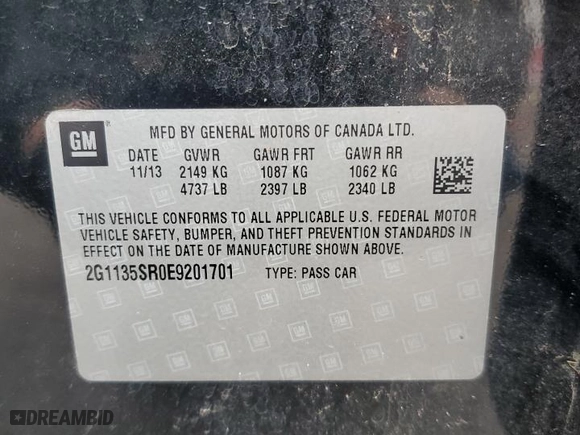 GM
MFD BY GENERAL MOTORS OF CANADA LTD.
DATE GVWR GAWR FRT GAWR RR
11/13 2149 KG 1087 KG 1062 KG
4737 LB 2397 LB 2340 LB
THIS VEHICLE CONFORMS TO ALL APPLICABLE U.S. FEDERAL MOTOR
VEHICLE SAFETY, BUMPER, AND THEFT PREVENTION STANDARDS IN
EFFECT ON THE DATE OF MANUFACTURE SHOWN ABOVE.
2G1135SR0E9201701 TYPE: PASS CAR
DREAMBID